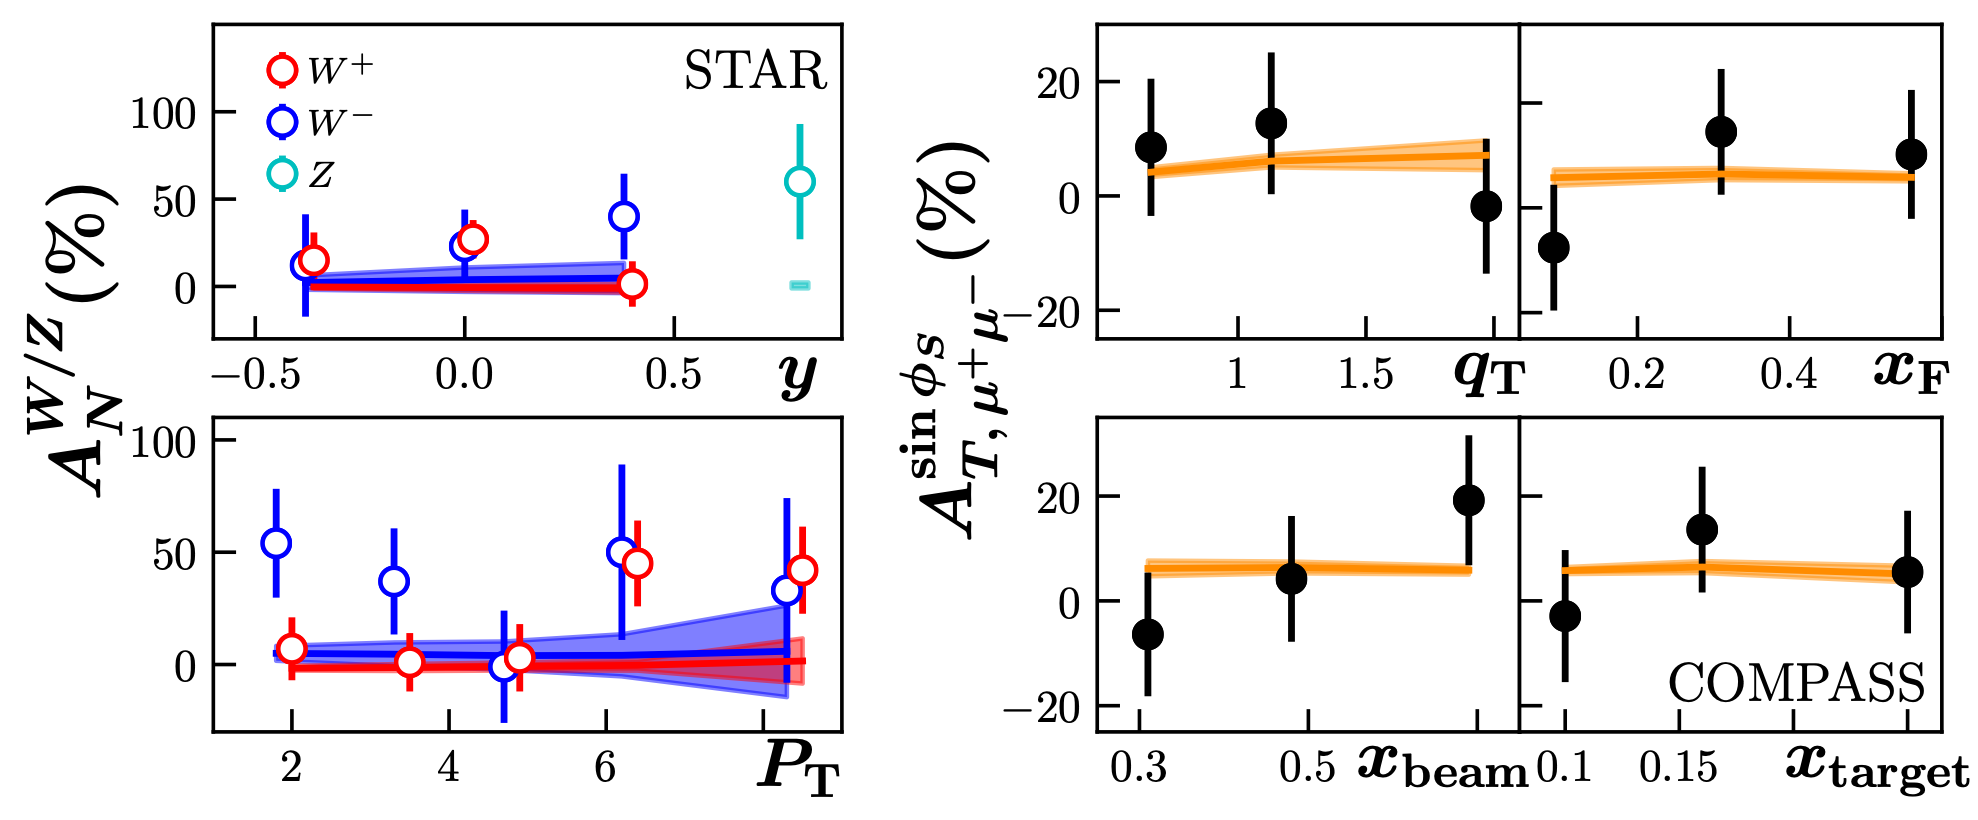 A_N^{W/Z} (%)
STAR
W⁺
W⁻
Z
100
50
0
−0.5 0.0 0.5 y
100
50
0
2 4 6 P_T
A_{T, μ⁺μ⁻}^{sin ϕ_S} (%)
20
0
−20
1 1.5 q_T 0.2 0.4 x_F
20
0
−20
COMPASS
0.3 0.5 x_beam 0.1 0.15 x_target